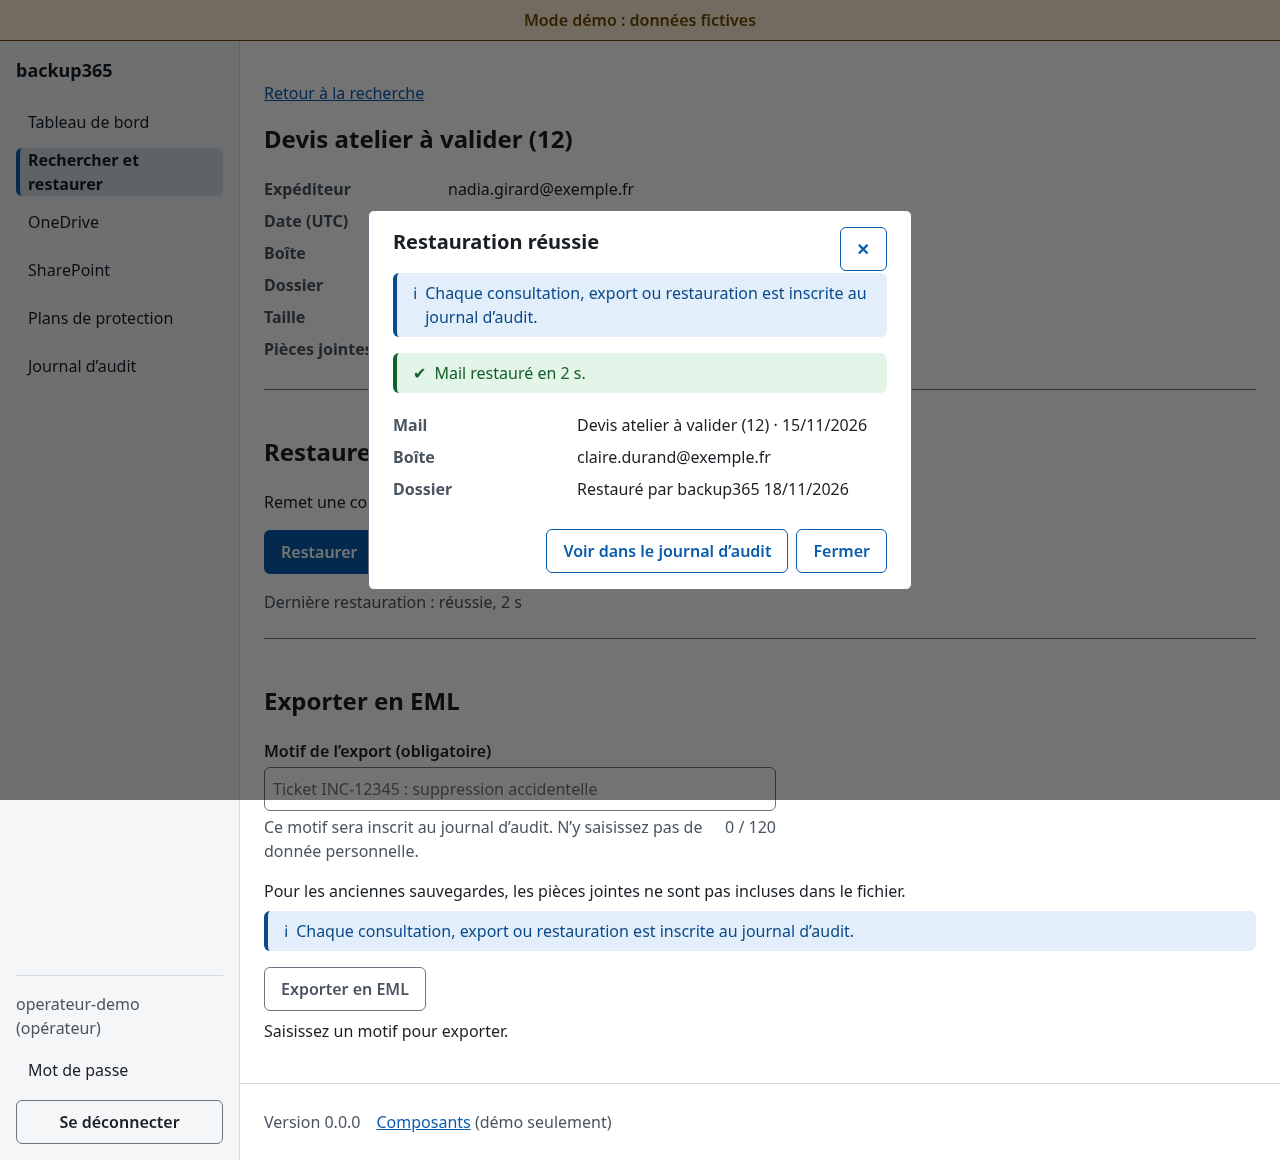 Mode démo : données fictives
backup365
Tableau de bord
Rechercher et
restaurer
OneDrive
SharePoint
Plans de protection
Journal d’audit
operateur-demo
(opérateur)
Mot de passe
Se déconnecter
Retour à la recherche
Devis atelier à valider (12)
Expéditeur nadia.girard@exemple.fr
Date (UTC)
Boîte
Dossier
Taille
Pièces jointes
Restauration réussie ✕
i Chaque consultation, export ou restauration est inscrite au
journal d’audit.
✔ Mail restauré en 2 s.
Mail Devis atelier à valider (12) · 15/11/2026
Boîte claire.durand@exemple.fr
Dossier Restauré par backup365 18/11/2026
Voir dans le journal d’audit Fermer
Restaure
Remet une co
Restaurer
Dernière restauration : réussie, 2 s
Exporter en EML
Motif de l’export (obligatoire)
Ticket INC-12345 : suppression accidentelle
Ce motif sera inscrit au journal d’audit. N’y saisissez pas de 0 / 120
donnée personnelle.
Pour les anciennes sauvegardes, les pièces jointes ne sont pas incluses dans le fichier.
i Chaque consultation, export ou restauration est inscrite au journal d’audit.
Exporter en EML
Saisissez un motif pour exporter.
Version 0.0.0 Composants (démo seulement)